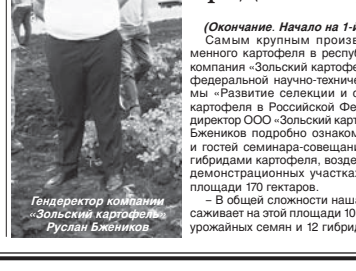 Гендеректор компании
«Зольский картофель»
Руслан Бжеников
(Окончание. Начало на 1-й
Самым крупным произв
менного картофеля в респуб
компания «Зольский картофе
федеральной научно-техниче
мы «Развитие селекции и с
картофеля в Российской Фе
директор ООО «Зольский карт
Бжеников подробно ознаком
и гостей семинара-совещани
гибридами картофеля, возде
демонстрационных участках
площади 170 гектаров.
– В общей сложности наша
саживает на этой площади 10
урожайных семян и 12 гибрид